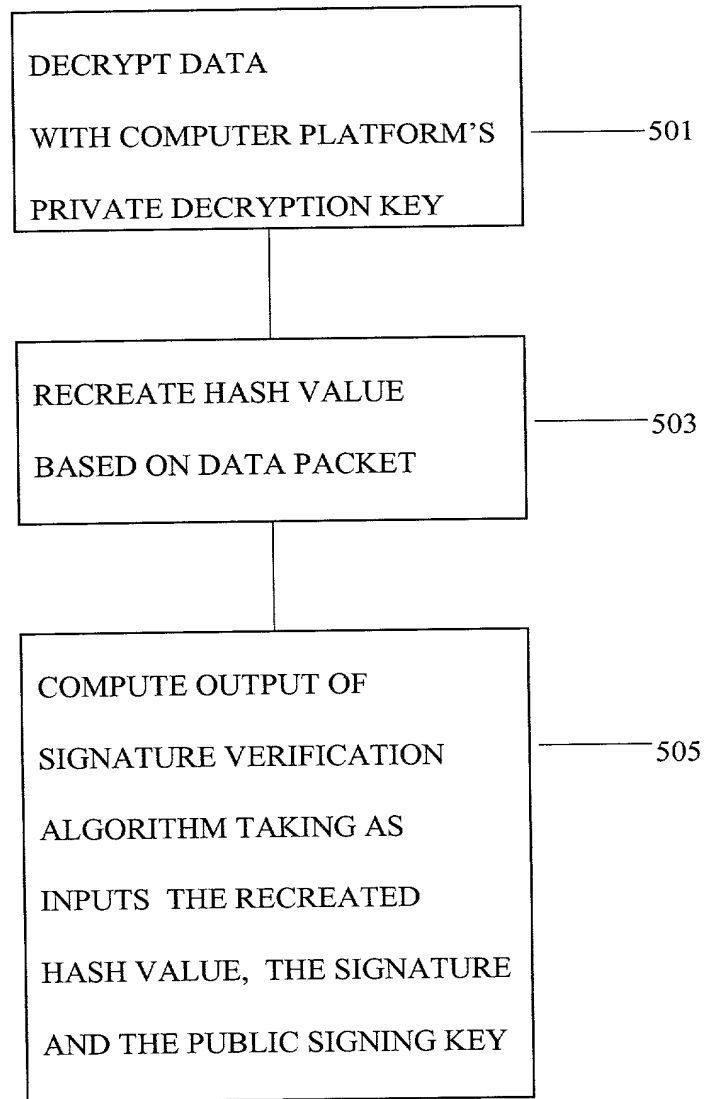 DECRYPT DATA
WITH COMPUTER PLATFORM'S
PRIVATE DECRYPTION KEY
501
RECREATE HASH VALUE
BASED ON DATA PACKET
503
COMPUTE OUTPUT OF
SIGNATURE VERIFICATION
ALGORITHM TAKING AS
INPUTS THE RECREATED
HASH VALUE, THE SIGNATURE
AND THE PUBLIC SIGNING KEY
505